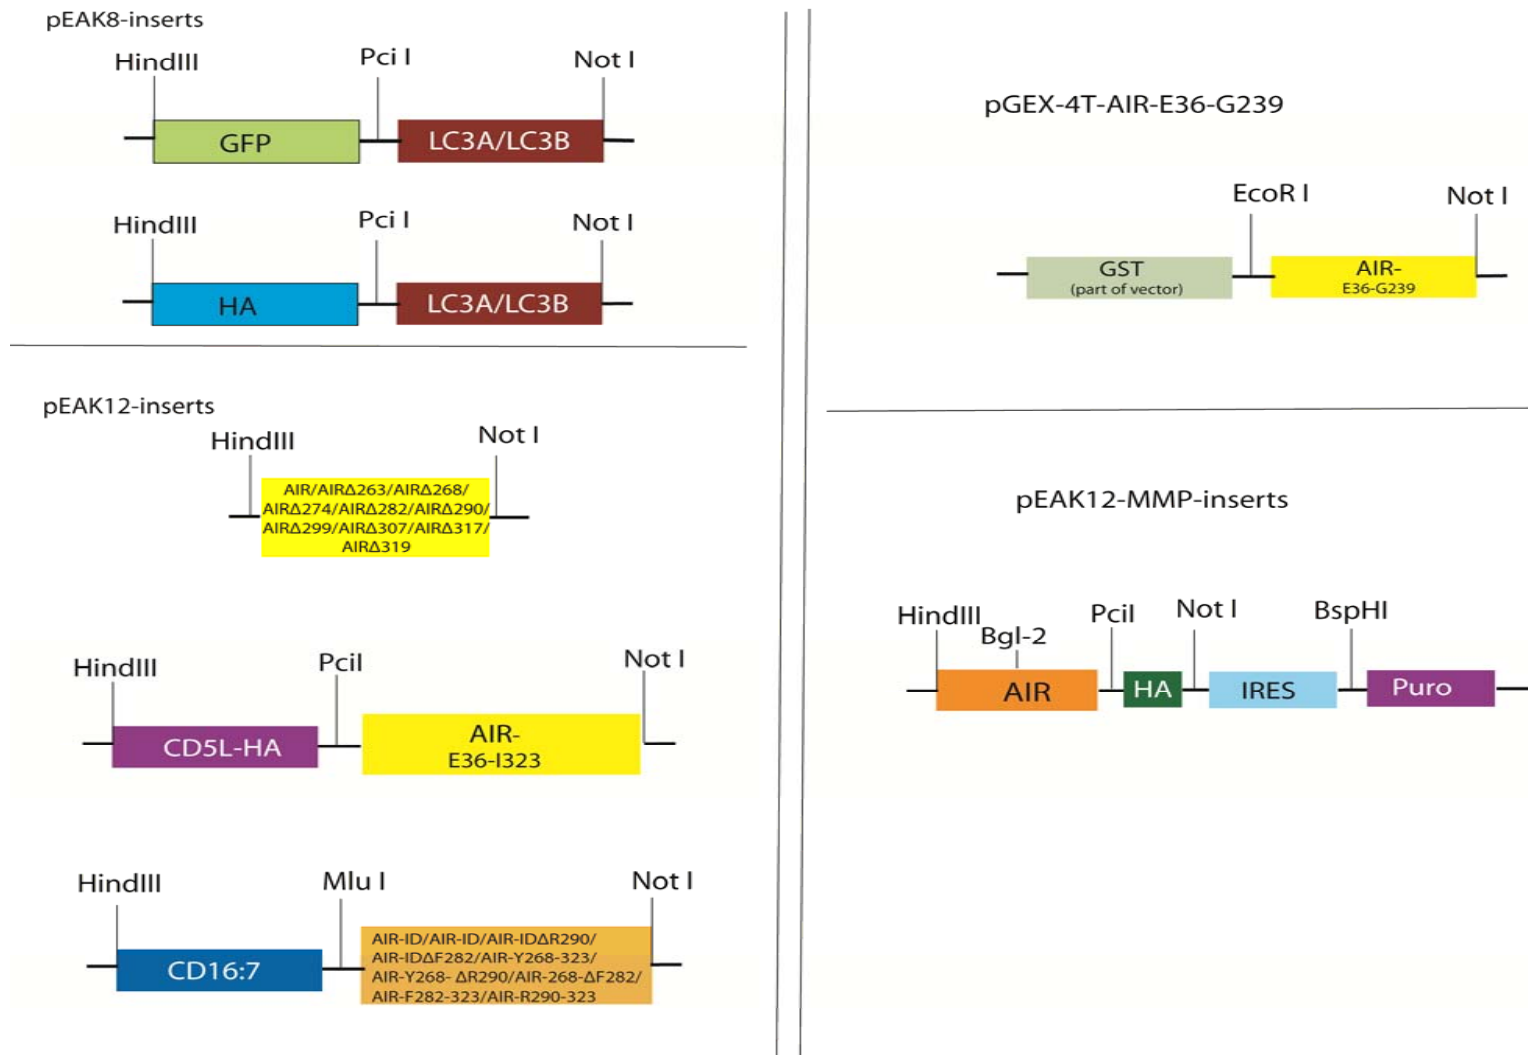 pEAK8-inserts
HindIII
Pci I
Not I
GFP
LC3A/LC3B
HindIII
Pci I
Not I
HA
LC3A/LC3B
pEAK12-inserts
HindIII
Not I
AIR/AIRΔ263/AIRΔ268/
AIRΔ274/AIRΔ282/AIRΔ290/
AIRΔ299/AIRΔ307/AIRΔ317/
AIRΔ319
HindIII
PciI
Not I
CD5L-HA
AIR-
E36-I323
HindIII
Mlu I
Not I
CD16:7
AIR-ID/AIR-ID/AIR-IDΔR290/
AIR-IDΔF282/AIR-Y268-323/
AIR-Y268- ΔR290/AIR-268-ΔF282/
AIR-F282-323/AIR-R290-323
pGEX-4T-AIR-E36-G239
EcoR I
Not I
GST
(part of vector)
AIR-
E36-G239
pEAK12-MMP-inserts
HindIII
Bgl-2
PciI
Not I
BspHI
AIR
HA
IRES
Puro